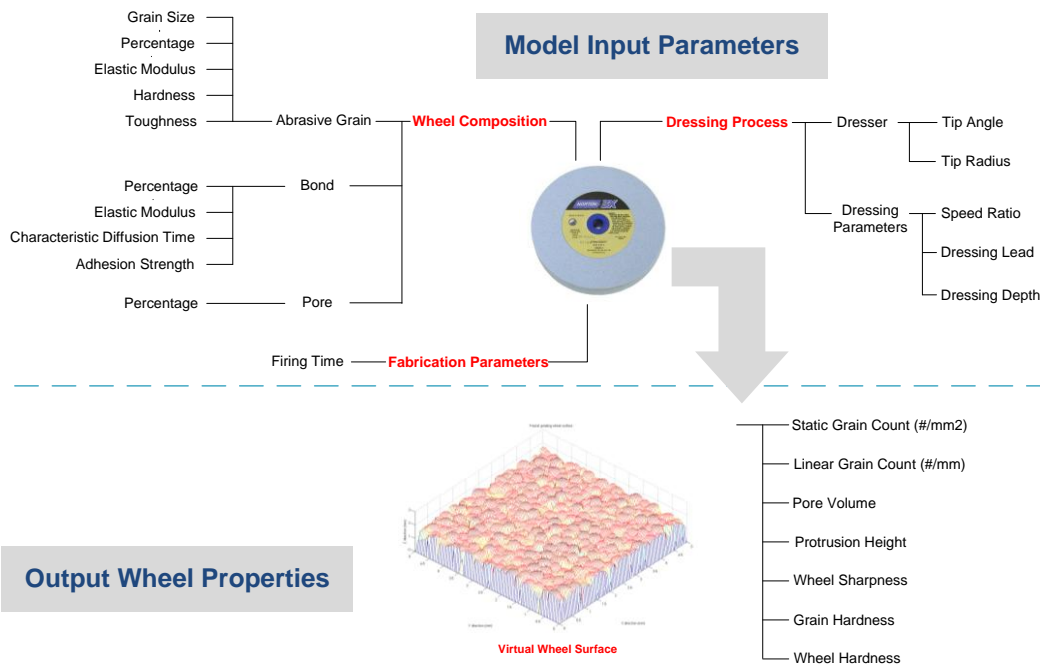 Model Input Parameters
Grain Size
Percentage
Elastic Modulus
Hardness
Toughness
Abrasive Grain
Wheel Composition
Percentage
Elastic Modulus
Characteristic Diffusion Time
Adhesion Strength
Bond
Percentage
Pore
Firing Time
Fabrication Parameters
Dressing Process
Dresser
Tip Angle
Tip Radius
Dressing
Parameters
Speed Ratio
Dressing Lead
Dressing Depth
NORTON
Output Wheel Properties
Virtual Wheel Surface
Static Grain Count (#/mm2)
Linear Grain Count (#/mm)
Pore Volume
Protrusion Height
Wheel Sharpness
Grain Hardness
Wheel Hardness